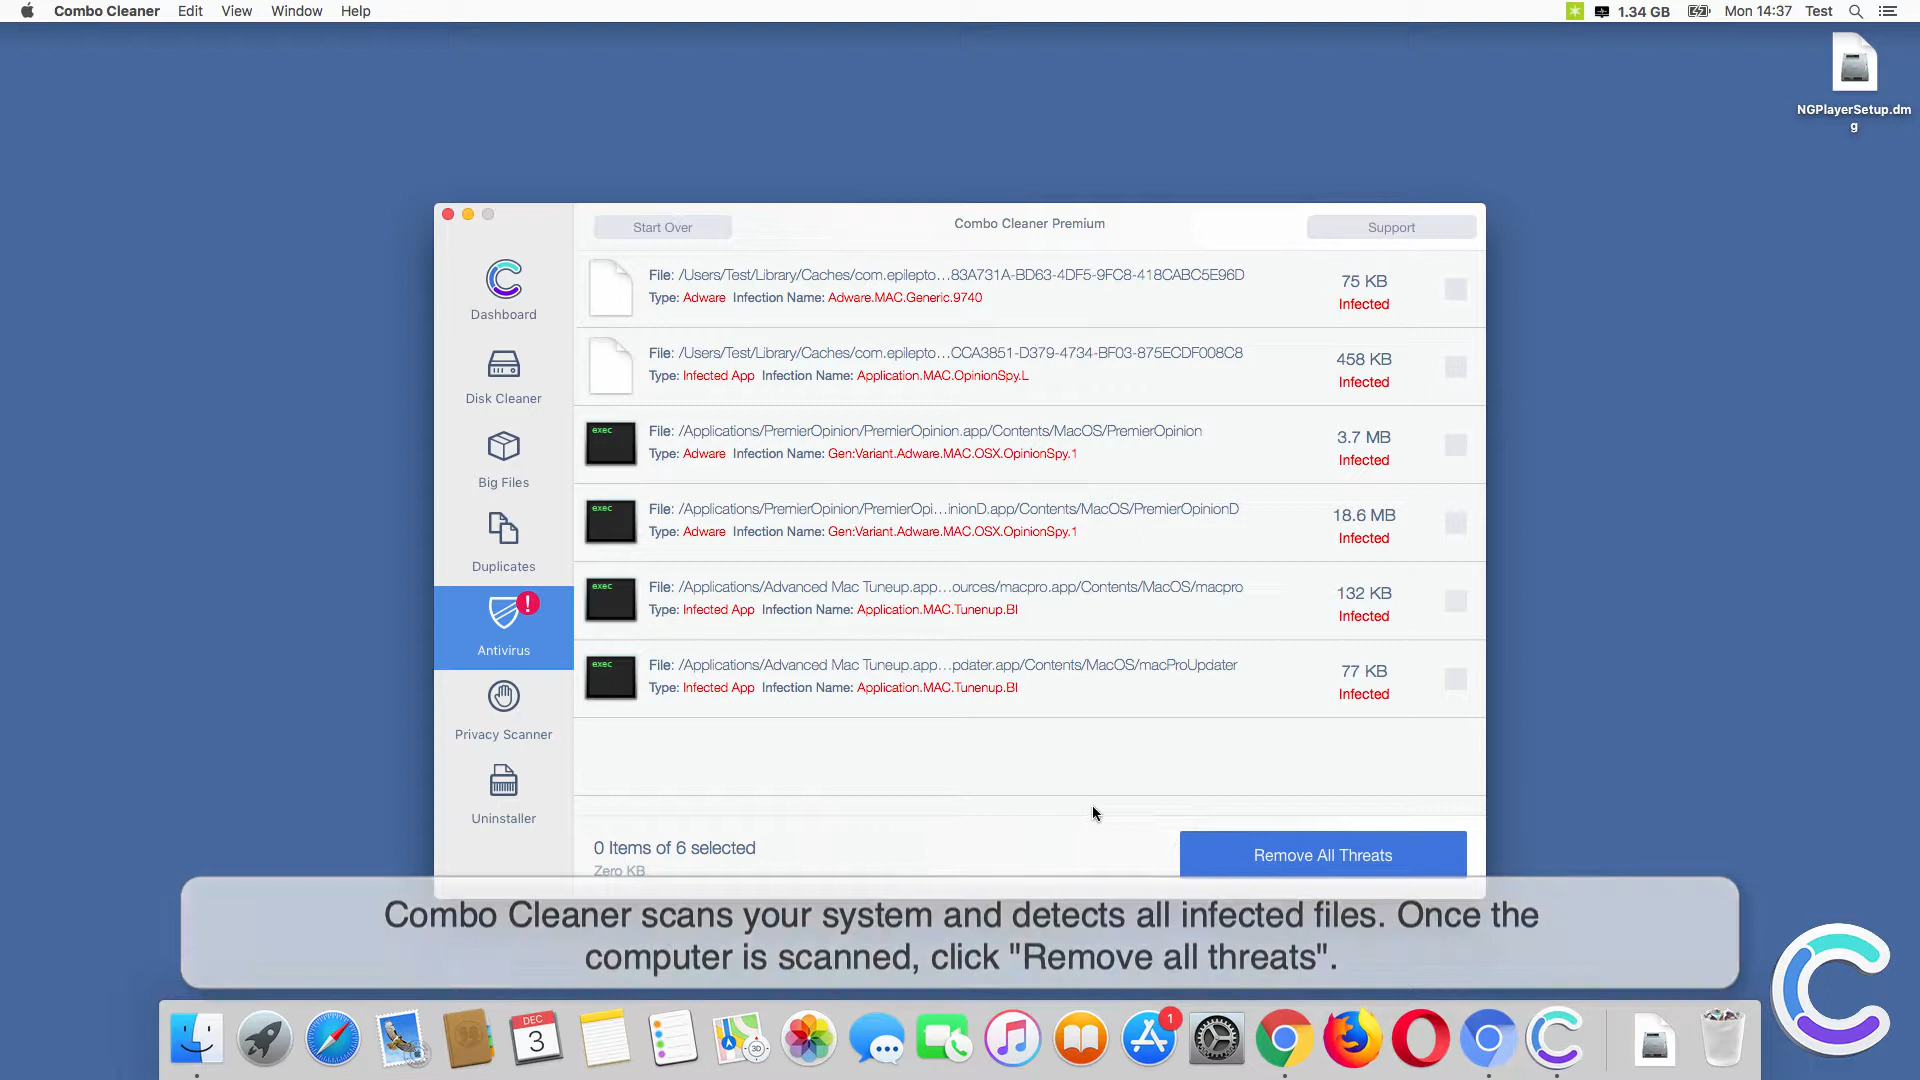 Combo Cleaner Edit View Window Help 1.34 GB Mon 14:37 Test
NGPlayerSetup.dm
g
Start Over Combo Cleaner Premium Support
Dashboard
Disk Cleaner
Big Files
Duplicates
!
Antivirus
Privacy Scanner
Uninstaller
File: /Users/Test/Library/Caches/com.epilepto...83A731A-BD63-4DF5-9FC8-418CABC5E96D 75 KB
Type: Adware Infection Name: Adware.MAC.Generic.9740 Infected
File: /Users/Test/Library/Caches/com.epilepto...CCA3851-D379-4734-BF03-875ECDF008C8 458 KB
Type: Infected App Infection Name: Application.MAC.OpinionSpy.L Infected
exec
File: /Applications/PremierOpinion/PremierOpinion.app/Contents/MacOS/PremierOpinion 3.7 MB
Type: Adware Infection Name: Gen:Variant.Adware.MAC.OSX.OpinionSpy.1 Infected
exec
File: /Applications/PremierOpinion/PremierOpi...inionD.app/Contents/MacOS/PremierOpinionD 18.6 MB
Type: Adware Infection Name: Gen:Variant.Adware.MAC.OSX.OpinionSpy.1 Infected
exec
File: /Applications/Advanced Mac Tuneup.app...ources/macpro.app/Contents/MacOS/macpro 132 KB
Type: Infected App Infection Name: Application.MAC.Tunenup.BI Infected
exec
File: /Applications/Advanced Mac Tuneup.app...pdater.app/Contents/MacOS/macProUpdater 77 KB
Type: Infected App Infection Name: Application.MAC.Tunenup.BI Infected
0 Items of 6 selected
Zero KB
Remove All Threats
Combo Cleaner scans your system and detects all infected files. Once the
computer is scanned, click "Remove all threats".
DEC
3
3D
1